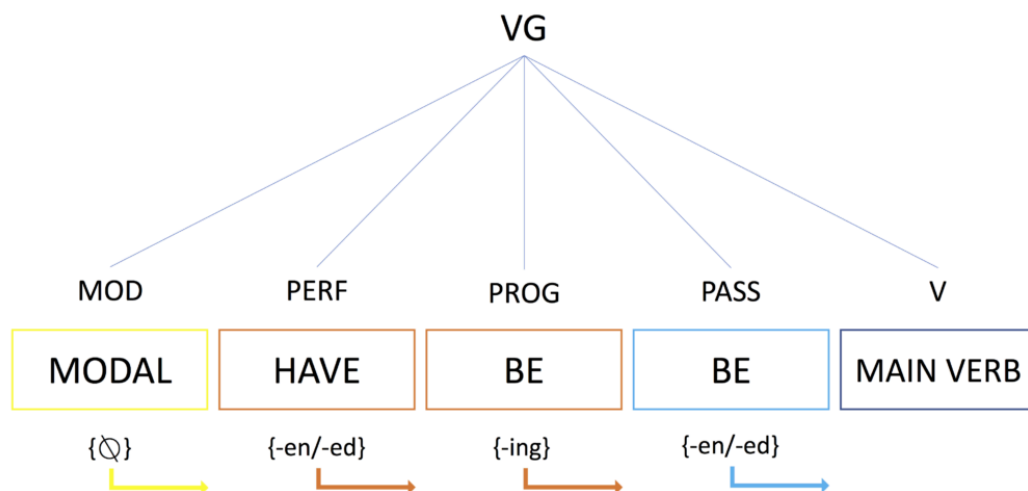 VG
MOD PERF PROG PASS V
MODAL HAVE BE BE MAIN VERB
{∅} {-en/-ed} {-ing} {-en/-ed}